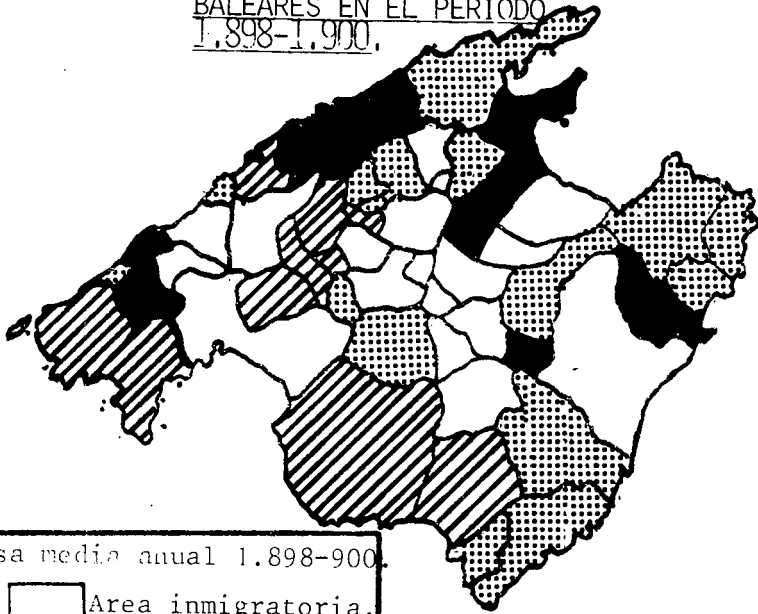 BALEARES EN EL PERIODO
1.898-1.900.
sa media anual 1.898-900.
Area inmigratoria.